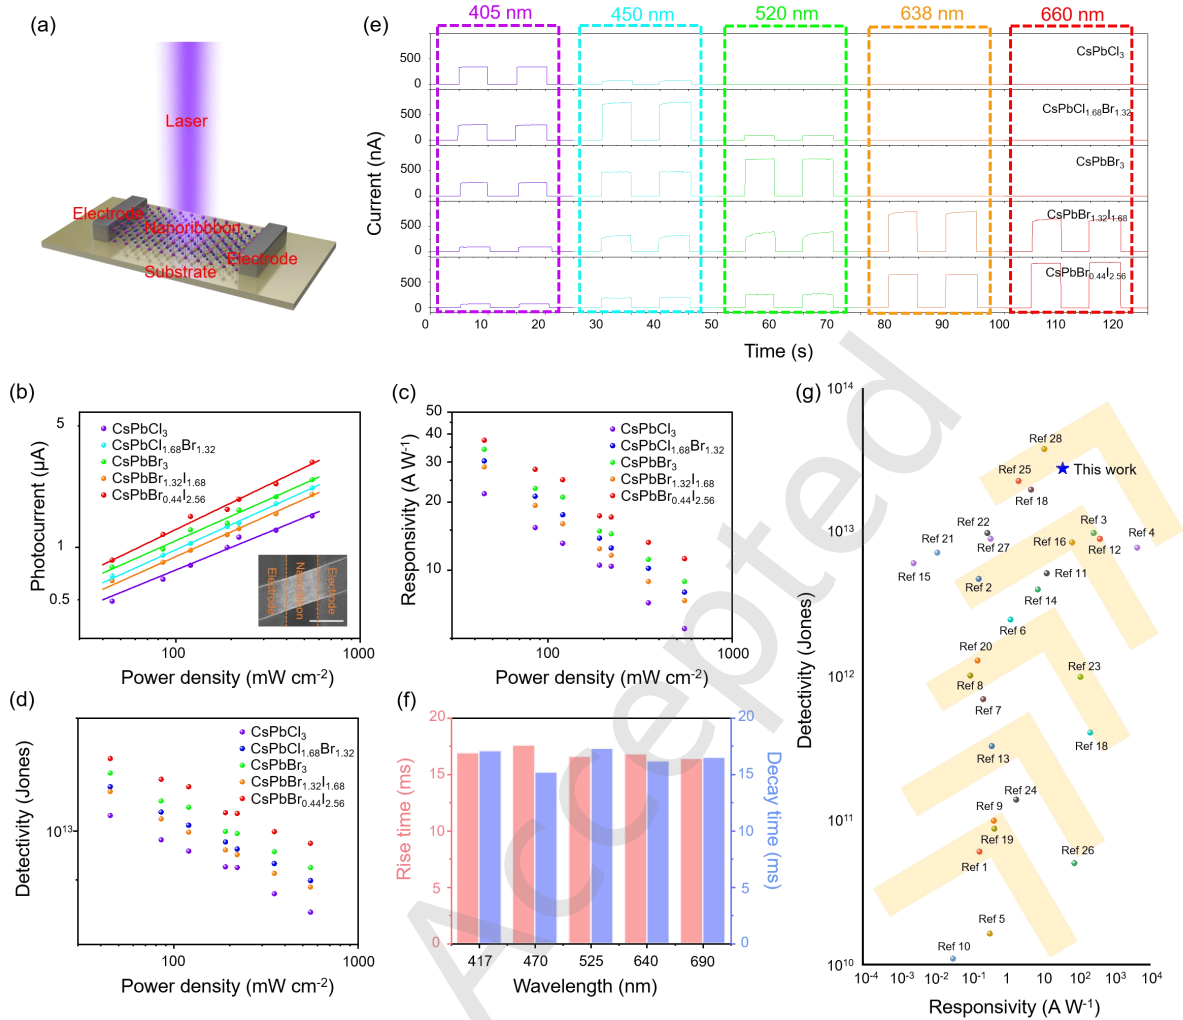 (a)
Laser
Electrode
Nanoribbbon
Electrode
Substrate
(e)
405 nm
450 nm
520 nm
638 nm
660 nm
Current (nA)
500
0
500
0
500
0
500
0
500
0
CsPbCl3
CsPbCl1.68Br1.32
CsPbBr3
CsPbBr1.32I1.68
CsPbBr0.44I2.56
0 10 20 30 40 50 60 70 80 90 100 110 120
Time (s)
(b)
Photocurrent (μA)
5
1
0.5
CsPbCl3
CsPbCl1.68Br1.32
CsPbBr3
CsPbBr1.32I1.68
CsPbBr0.44I2.56
Electrode
Nanoribbon
Electrode
100 1000
Power density (mW cm-2)
(c)
Responsivity (A W-1)
50
40
30
20
10
CsPbCl3
CsPbCl1.68Br1.32
CsPbBr3
CsPbBr1.32I1.68
CsPbBr0.44I2.56
100 1000
Power density (mW cm-2)
(d)
Detectivity (Jones)
1013
CsPbCl3
CsPbCl1.68Br1.32
CsPbBr3
CsPbBr1.32I1.68
CsPbBr0.44I2.56
100 1000
Power density (mW cm-2)
(f)
Rise time (ms)
20
15
10
5
0
20
15
10
5
0
Decay time (ms)
417 470 525 640 690
Wavelength (nm)
(g)
Detectivity (Jones)
1014
1013
1012
1011
1010
Ref 28
This work
Ref 25
Ref 18
Ref 22
Ref 3
Ref 4
Ref 21
Ref 27
Ref 16
Ref 12
Ref 15
Ref 2
Ref 11
Ref 14
Ref 6
Ref 20
Ref 23
Ref 8
Ref 7
Ref 18
Ref 13
Ref 24
Ref 9
Ref 19
Ref 26
Ref 1
Ref 5
Ref 10
10-4 10-3 10-2 10-1 100 101 102 103 104
Responsivity (A W-1)
Accepted